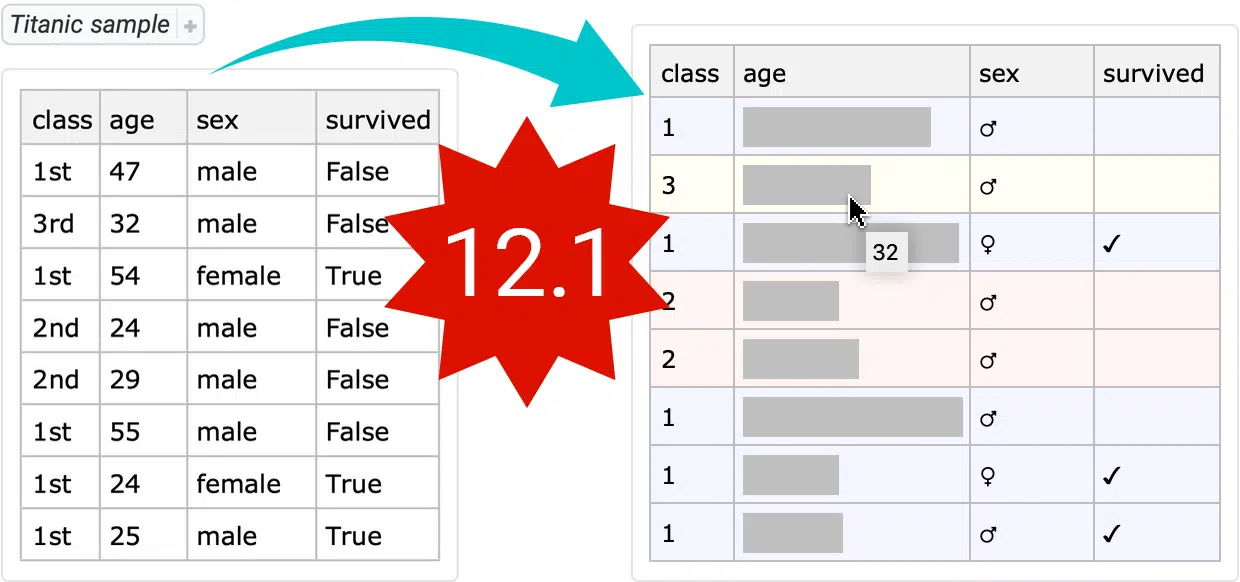 Titanic sample +
class age sex survived
1st 47 male False
3rd 32 male False
1st 54 female True
2nd 24 male False
2nd 29 male False
1st 55 male False
1st 24 female True
1st 25 male True
12.1
class age sex survived
1 ♂
3 ♂
32
1 ♀ ✓
2 ♂
2 ♂
1 ♂
1 ♀ ✓
1 ♂ ✓